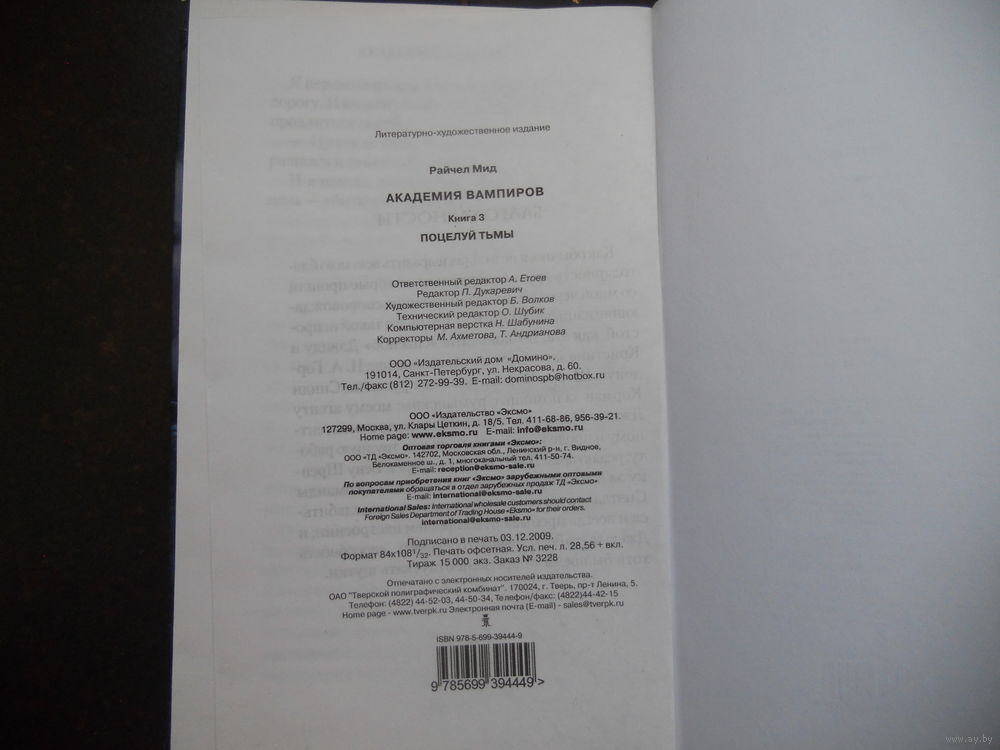 Литературно-художественное издание
Райчел Мид
АКАДЕМИЯ ВАМПИРОВ
Книга 3
ПОЦЕЛУЙ ТЬМЫ
Ответственный редактор А. Етоев
Редактор П. Дукаревич
Художественный редактор Б. Волков
Технический редактор О. Шубик
Компьютерная верстка Н. Шабунина
Корректоры М. Ахметова, Т. Андрианова
ООО «Издательский дом «Домино».
191014, Санкт-Петербург, ул. Некрасова, д. 60.
Тел./факс (812) 272-99-39. E-mail: dominospb@hotbox.ru
ООО «Издательство «Эксмо»
127299, Москва, ул. Клары Цеткин, д. 18/5. Тел. 411-68-86, 956-39-21.
Home page: www.eksmo.ru E-mail: info@eksmo.ru
Оптовая торговля книгами «Эксмо»:
ООО «ТД «Эксмо». 142702, Московская обл., Ленинский р-н, г. Видное,
Белокаменное ш., д. 1, многоканальный тел. 411-50-74.
E-mail: reception@eksmo-sale.ru
По вопросам приобретения книг «Эксмо» зарубежными оптовыми
покупателями обращаться в отдел зарубежных продаж ТД «Эксмо»
E-mail: international@eksmo-sale.ru
International Sales: International wholesale customers should contact
Foreign Sales Department of Trading House «Eksmo» for their orders.
international@eksmo-sale.ru
Подписано в печать 03.12.2009.
Формат 84x108 1/32. Печать офсетная. Усл. печ. л. 28,56 + вкл.
Тираж 15 000 экз. Заказ № 3228
Отпечатано с электронных носителей издательства.
ОАО "Тверской полиграфический комбинат". 170024, г. Тверь, пр-т Ленина, 5.
Телефон: (4822) 44-52-03, 44-50-34, Телефон/факс: (4822)44-42-15
Home page - www.tverpk.ru Электронная почта (E-mail) - sales@tverpk.ru
ISBN 978-5-699-39444-9
9 785699 394449 >
www.ay.by